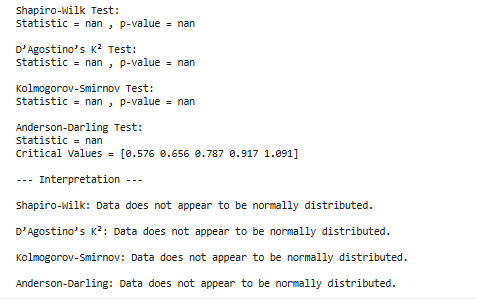 Shapiro-Wilk Test:
Statistic = nan , p-value = nan
D’Agostino’s K² Test:
Statistic = nan , p-value = nan
Kolmogorov-Smirnov Test:
Statistic = nan , p-value = nan
Anderson-Darling Test:
Statistic = nan
Critical Values = [0.576 0.656 0.787 0.917 1.091]
--- Interpretation ---
Shapiro-Wilk: Data does not appear to be normally distributed.
D’Agostino’s K²: Data does not appear to be normally distributed.
Kolmogorov-Smirnov: Data does not appear to be normally distributed.
Anderson-Darling: Data does not appear to be normally distributed.